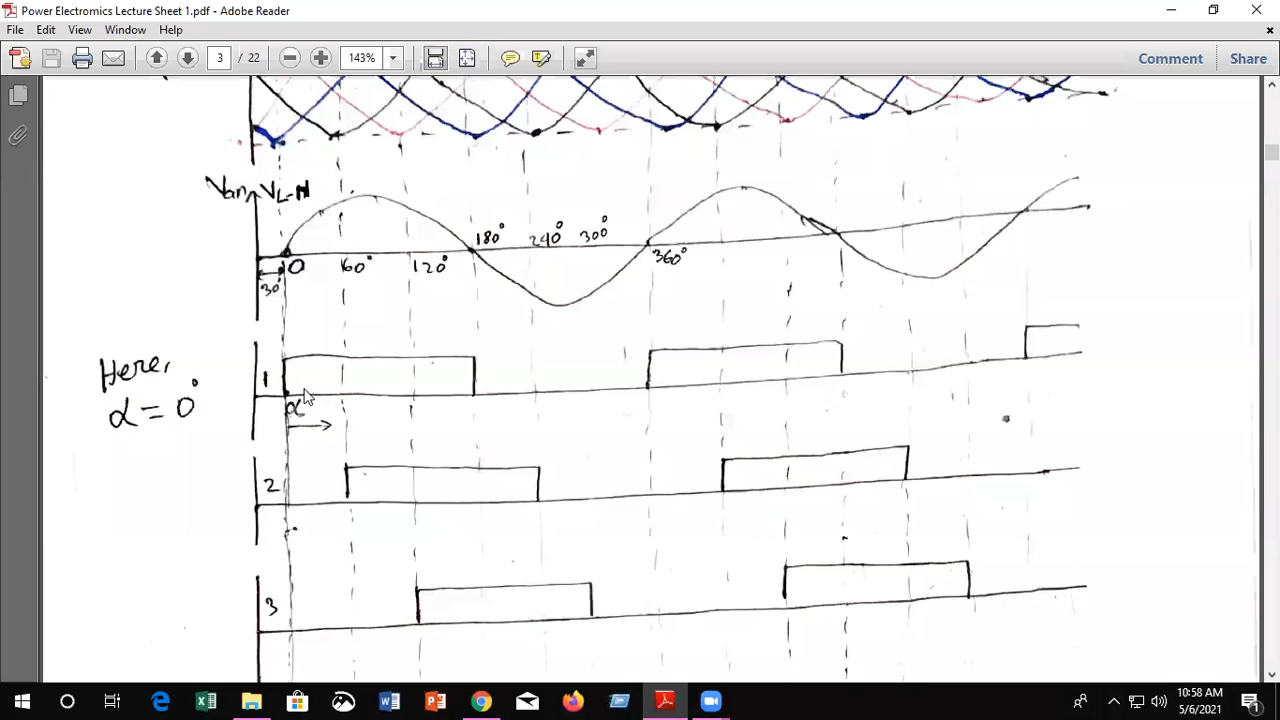 Power Electronics Lecture Sheet 1.pdf - Adobe Reader
File Edit View Window Help
3 / 22 143% Comment Share
Van, VL-N
180° 240° 300°
0 60° 120° 360°
30°
Here,
α = 0°
1
α
2
3
10:58 AM
5/6/2021